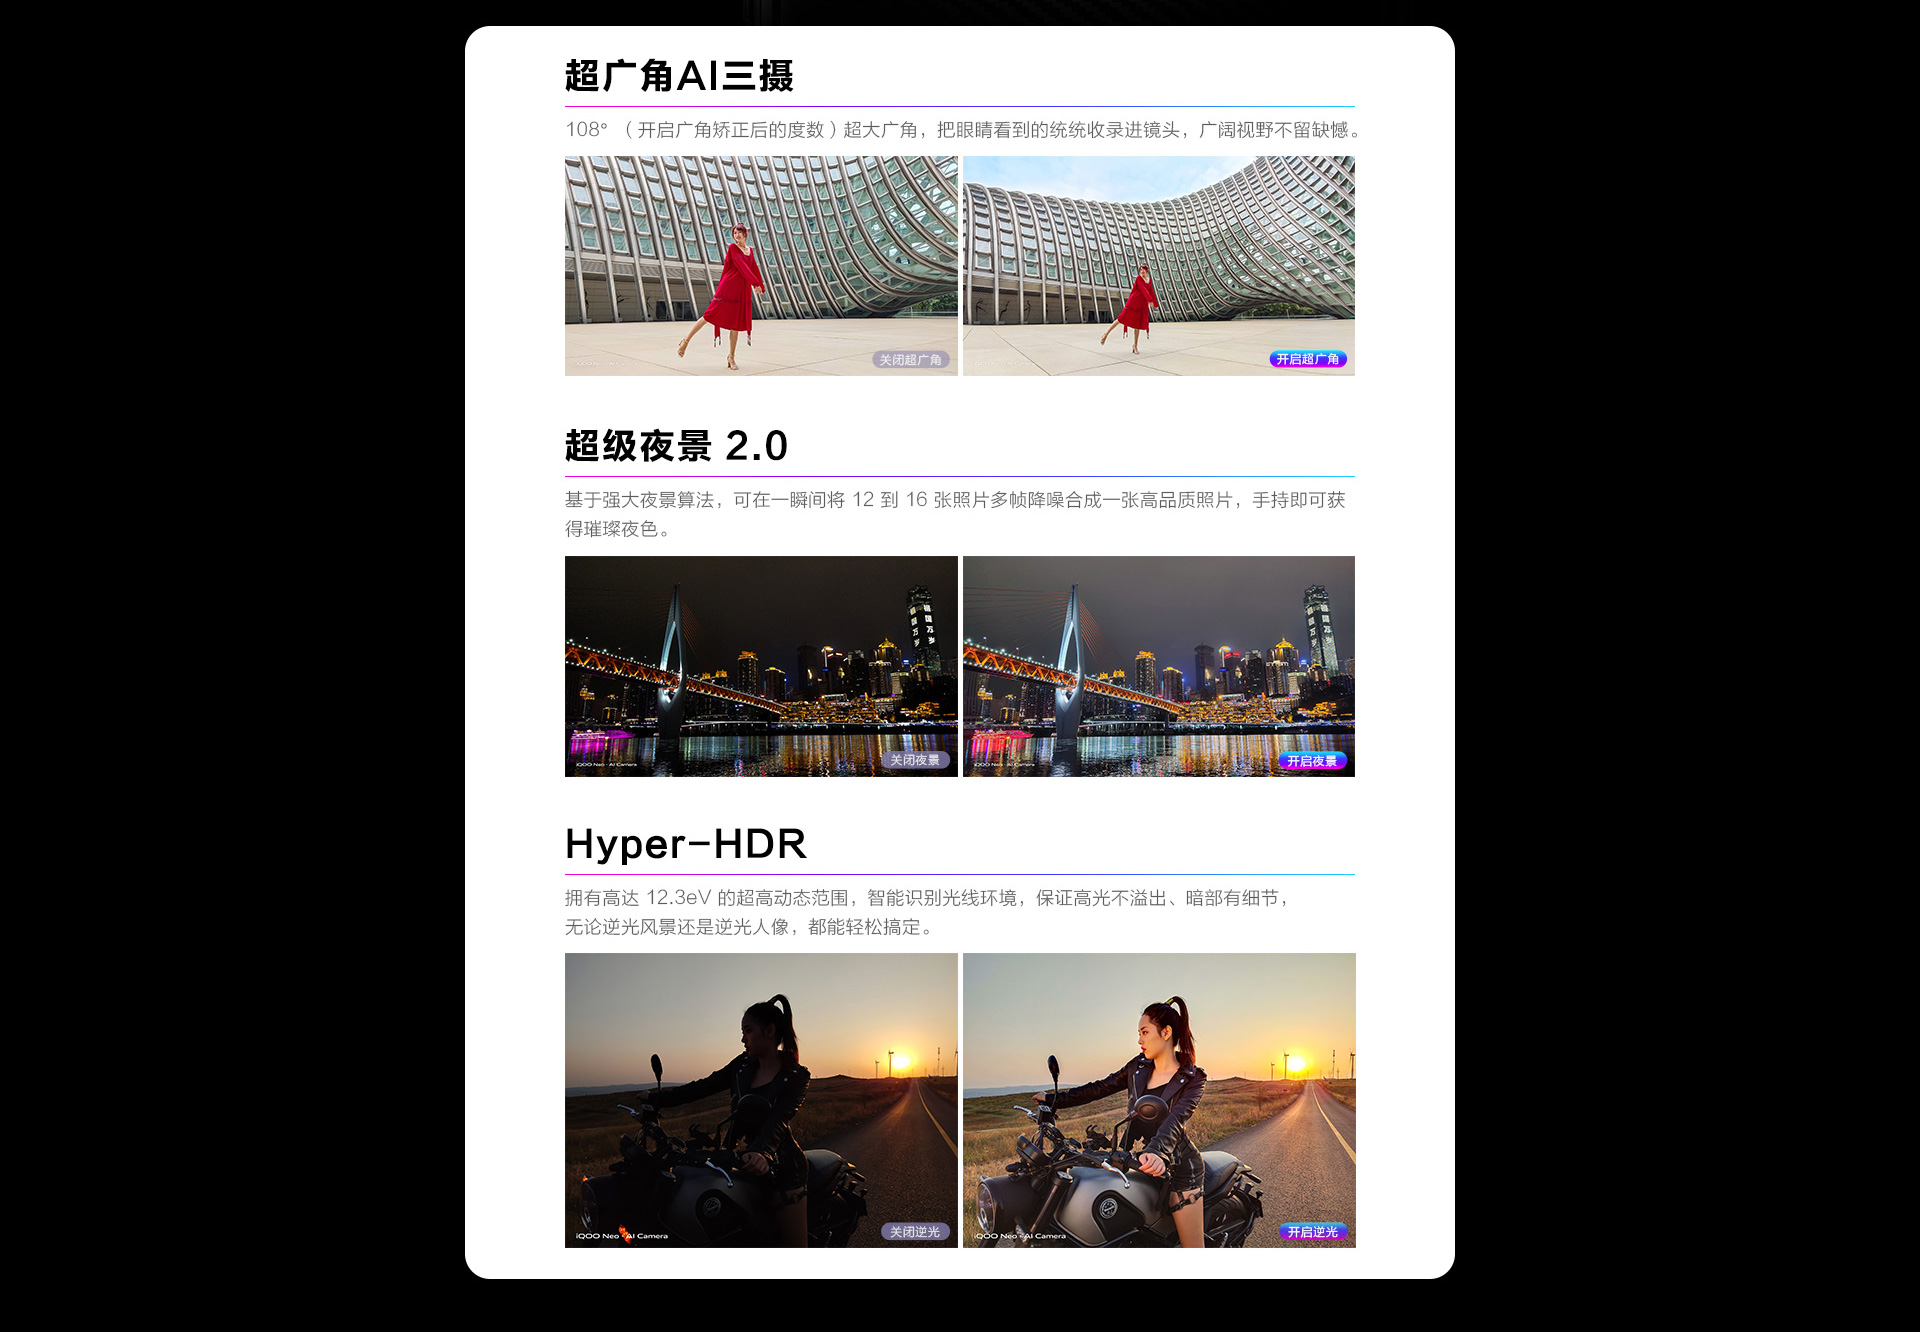 超广角AI三摄
108° （开启广角矫正后的度数）超大广角，把眼睛看到的统统收录进镜头，广阔视野不留缺憾。
关闭超广角
开启超广角
超级夜景 2.0
基于强大夜景算法，可在一瞬间将 12 到 16 张照片多帧降噪合成一张高品质照片，手持即可获
得璀璨夜色。
iQOO Neo · AI Camera
关闭夜景
iQOO Neo · AI Camera
开启夜景
Hyper-HDR
拥有高达 12.3eV 的超高动态范围，智能识别光线环境，保证高光不溢出、暗部有细节，
无论逆光风景还是逆光人像，都能轻松搞定。
iQOO Neo · AI Camera
关闭逆光
iQOO Neo · AI Camera
开启逆光